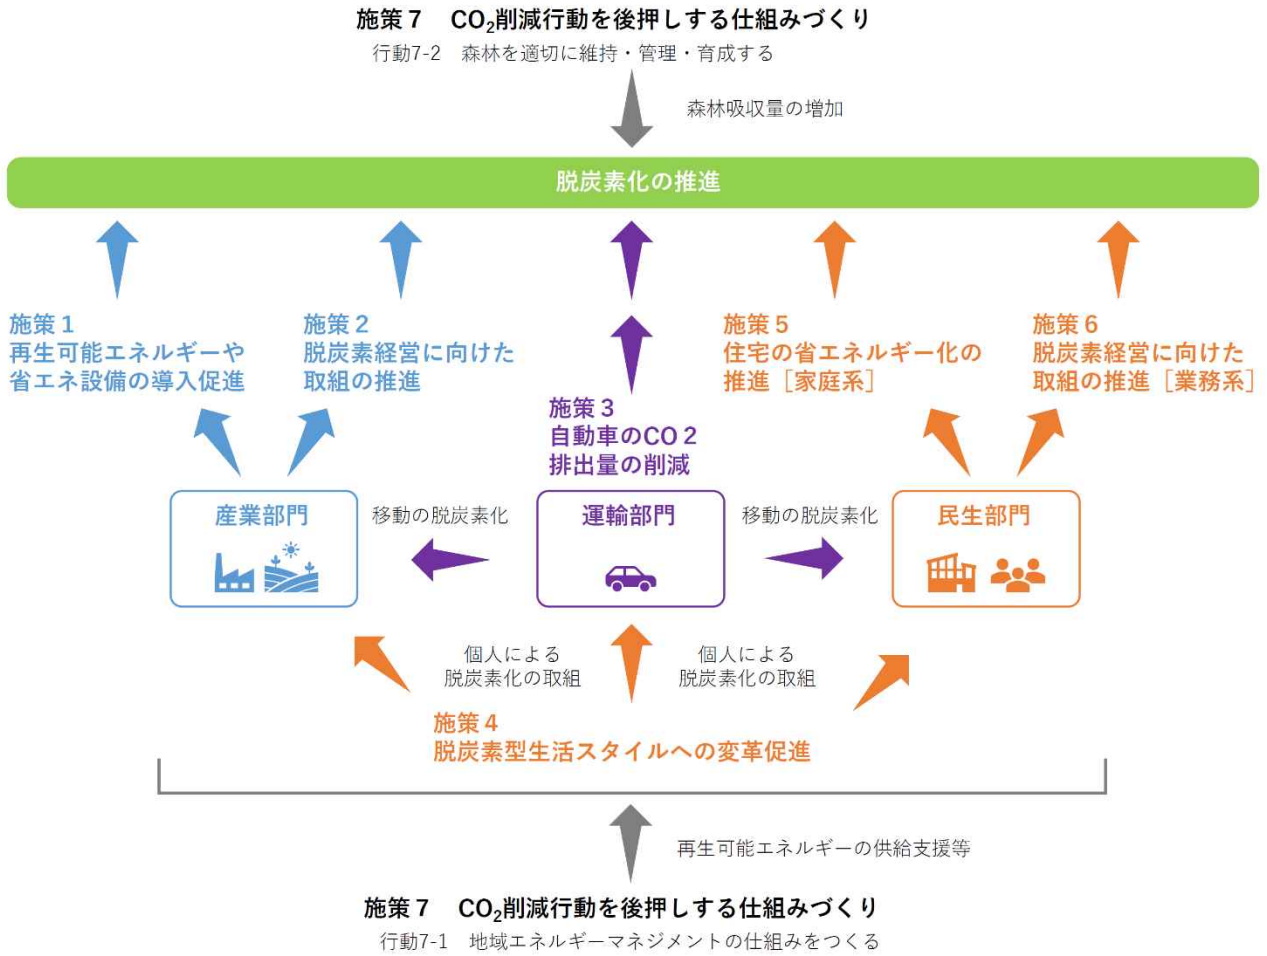 施策７　CO₂削減行動を後押しする仕組みづくり
行動7-2　森林を適切に維持・管理・育成する
森林吸収量の増加
脱炭素化の推進
施策１
再生可能エネルギーや
省エネ設備の導入促進
施策２
脱炭素経営に向けた
取組の推進
施策３
自動車のCO２
排出量の削減
施策５
住宅の省エネルギー化の
推進［家庭系］
施策６
脱炭素経営に向けた
取組の推進［業務系］
産業部門
移動の脱炭素化
運輸部門
移動の脱炭素化
民生部門
個人による
脱炭素化の取組
個人による
脱炭素化の取組
施策４
脱炭素型生活スタイルへの変革促進
再生可能エネルギーの供給支援等
施策７　CO₂削減行動を後押しする仕組みづくり
行動7-1　地域エネルギーマネジメントの仕組みをつくる